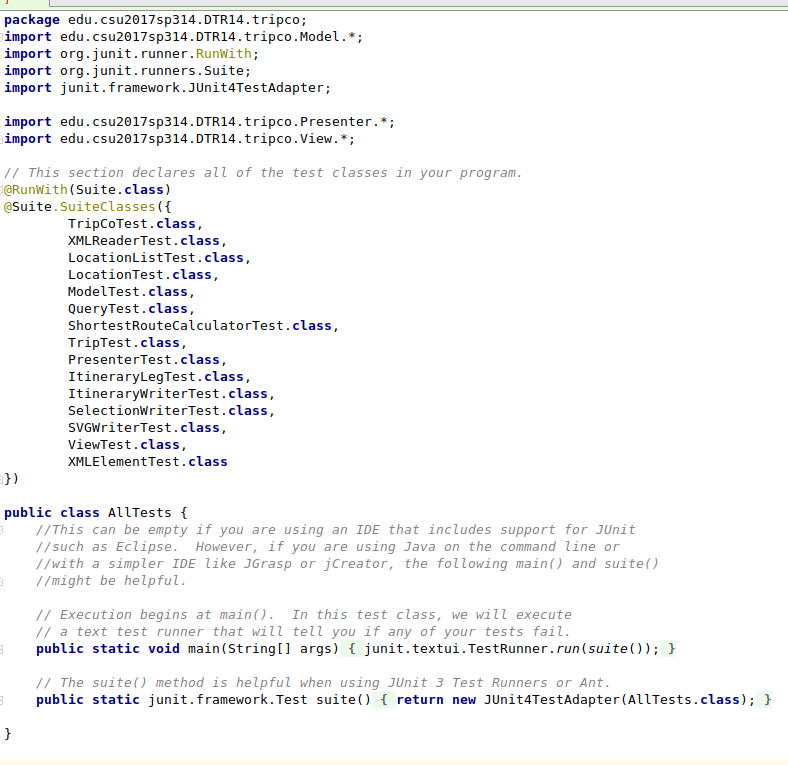 package edu.csu2017sp314.DTR14.tripco;
import edu.csu2017sp314.DTR14.tripco.Model.*;
import org.junit.runner.RunWith;
import org.junit.runners.Suite;
import junit.framework.JUnit4TestAdapter;

import edu.csu2017sp314.DTR14.tripco.Presenter.*;
import edu.csu2017sp314.DTR14.tripco.View.*;

// This section declares all of the test classes in your program.
@RunWith(Suite.class)
@Suite.SuiteClasses({
        TripCoTest.class,
        XMLReaderTest.class,
        LocationListTest.class,
        LocationTest.class,
        ModelTest.class,
        QueryTest.class,
        ShortestRouteCalculatorTest.class,
        TripTest.class,
        PresenterTest.class,
        ItineraryLegTest.class,
        ItineraryWriterTest.class,
        SelectionWriterTest.class,
        SVGWriterTest.class,
        ViewTest.class,
        XMLElementTest.class
})

public class AllTests {
    //This can be empty if you are using an IDE that includes support for JUnit
    //such as Eclipse.  However, if you are using Java on the command line or
    //with a simpler IDE like JGrasp or jCreator, the following main() and suite()
    //might be helpful.

    // Execution begins at main().  In this test class, we will execute
    // a text test runner that will tell you if any of your tests fail.
    public static void main(String[] args) { junit.textui.TestRunner.run(suite()); }

    // The suite() method is helpful when using JUnit 3 Test Runners or Ant.
    public static junit.framework.Test suite() { return new JUnit4TestAdapter(AllTests.class); }

}